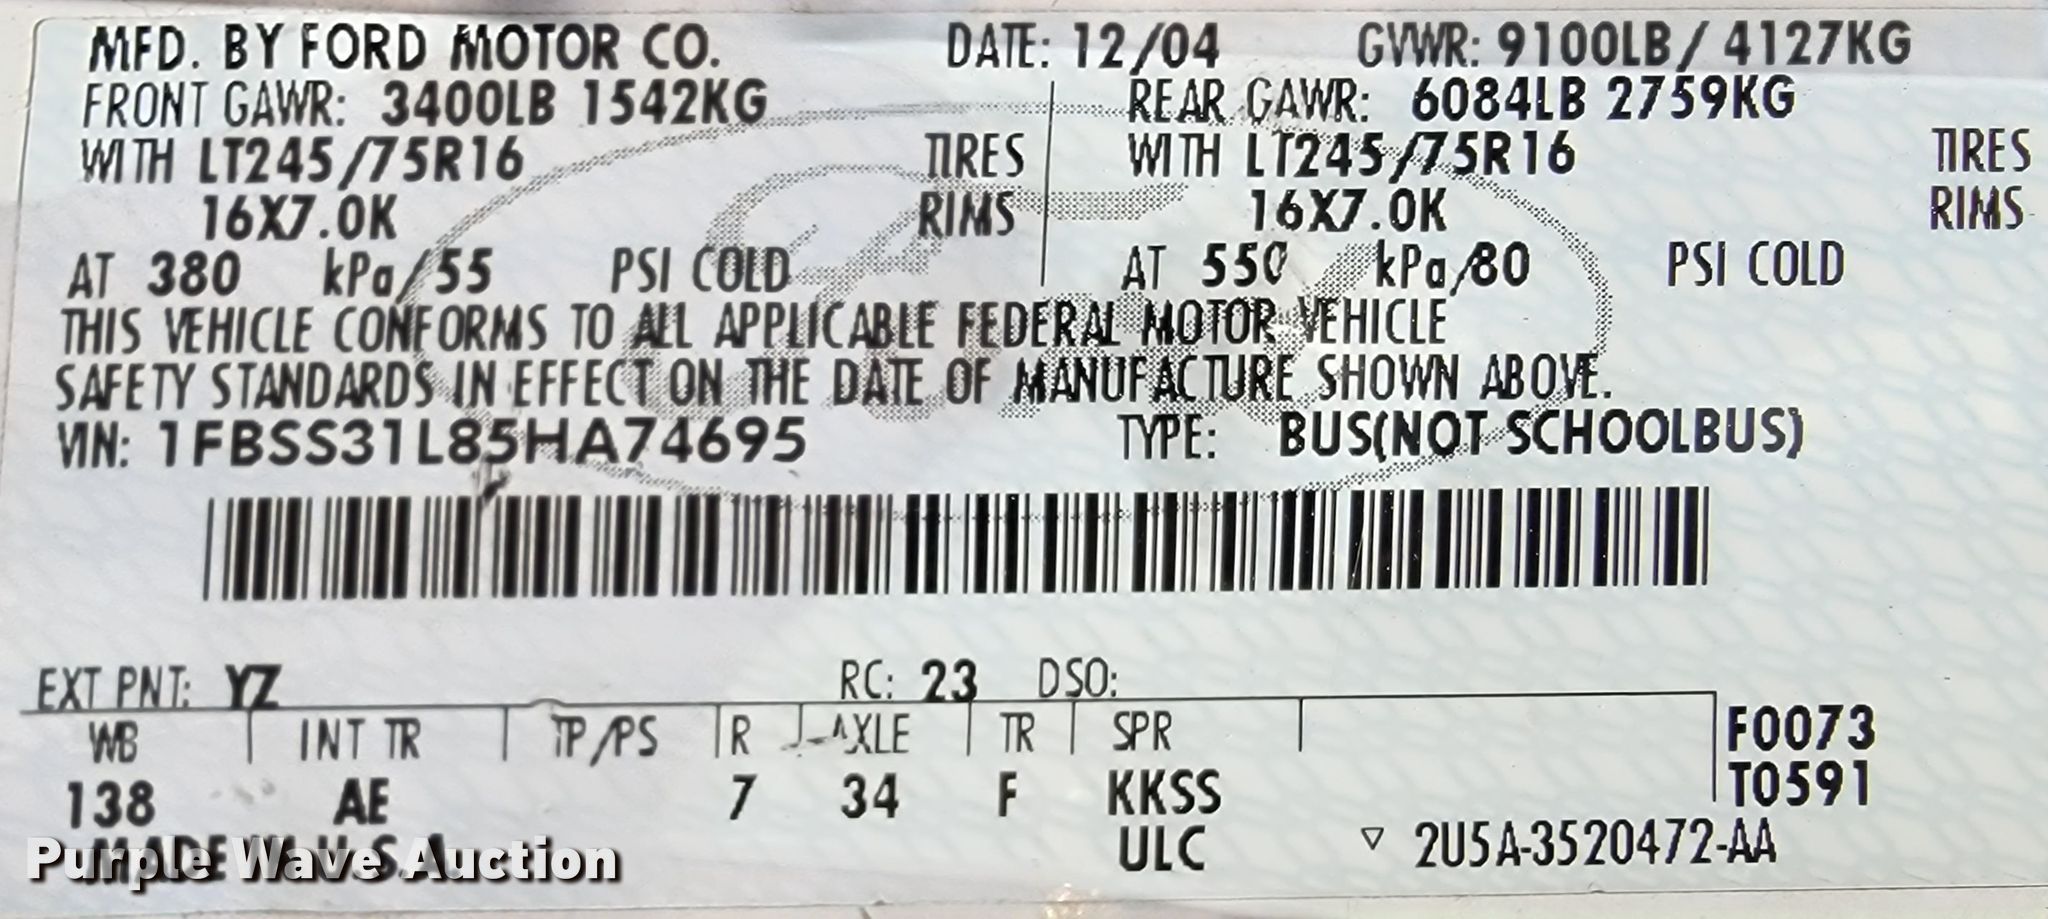 MFD. BY FORD MOTOR CO. DATE: 12/04 GVWR: 9100LB/ 4127KG
FRONT GAWR: 3400LB 1542KG REAR GAWR: 6084LB 2759KG
WITH LT245/75R16 TIRES WITH LT245/75R16 TIRES
16X7.0K RIMS 16X7.0K RIMS
AT 380 kPa/55 PSI COLD AT 550 kPa/80 PSI COLD
THIS VEHICLE CONFORMS TO ALL APPLICABLE FEDERAL MOTOR VEHICLE
SAFETY STANDARDS IN EFFECT ON THE DATE OF MANUFACTURE SHOWN ABOVE.
VIN: 1FBSS31L85HA74695 TYPE: BUS(NOT SCHOOLBUS)
EXT PNT: YZ RC: 23 DSO:
WB INT TR TP/PS R AXLE TR SPR F0073
138 AE 7 34 F KKSS T0591
MADE U.S.A. ULC ▽ 2U5A-3520472-AA
Purple Wave Auction